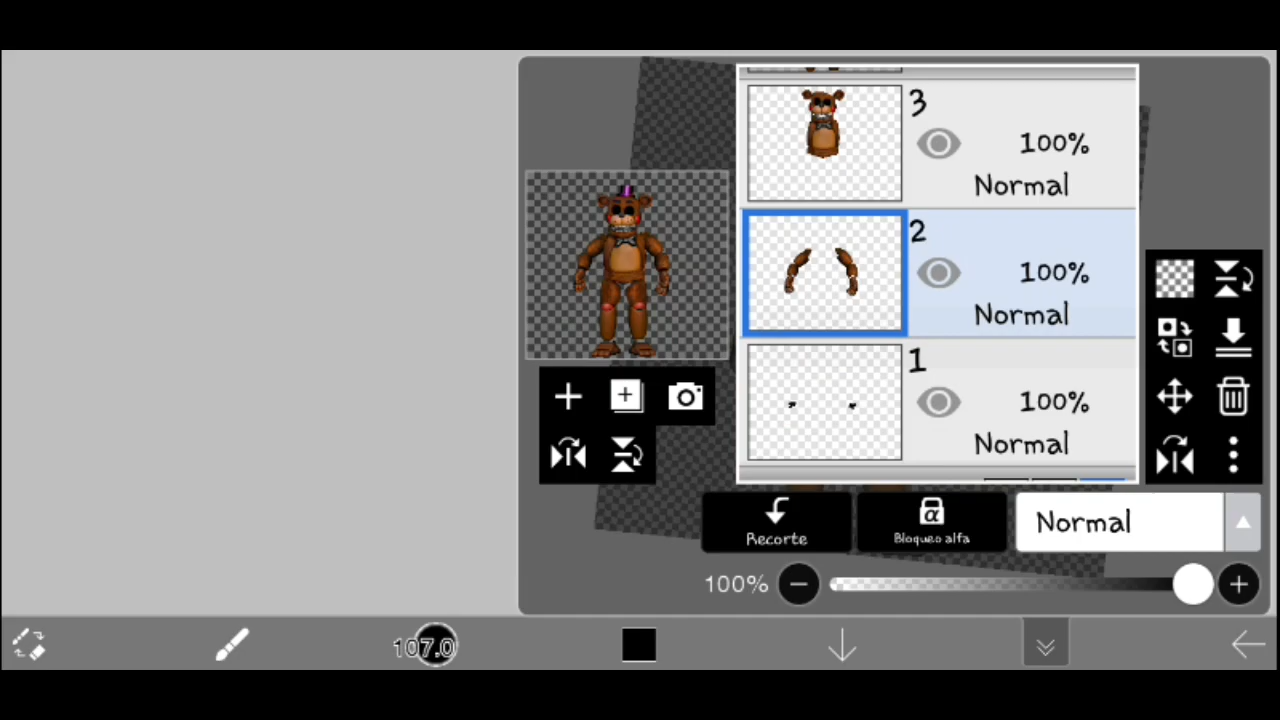 3
100%
Normal
2
100%
Normal
1
100%
Normal
Recorte
α
Bloqueo alfa
Normal
100%
107.0